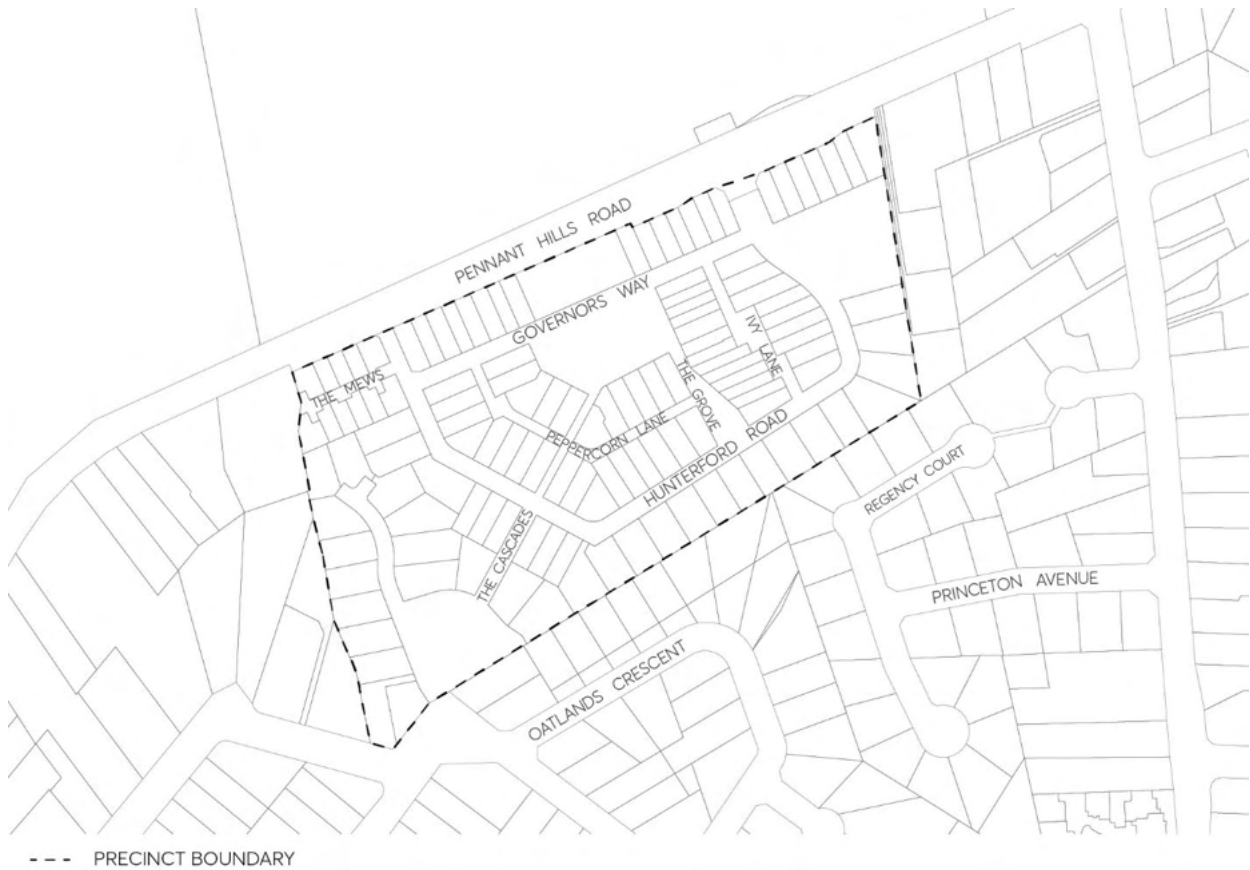 PENNANT HILLS ROAD
GOVERNORS WAY
THE MEWS
IVY LANE
THE GROVE
PEPPERCORN LANE
HUNTERFORD ROAD
REGENCY COURT
THE CASCADES
PRINCETON AVENUE
OATLANDS CRESCENT
--- PRECINCT BOUNDARY